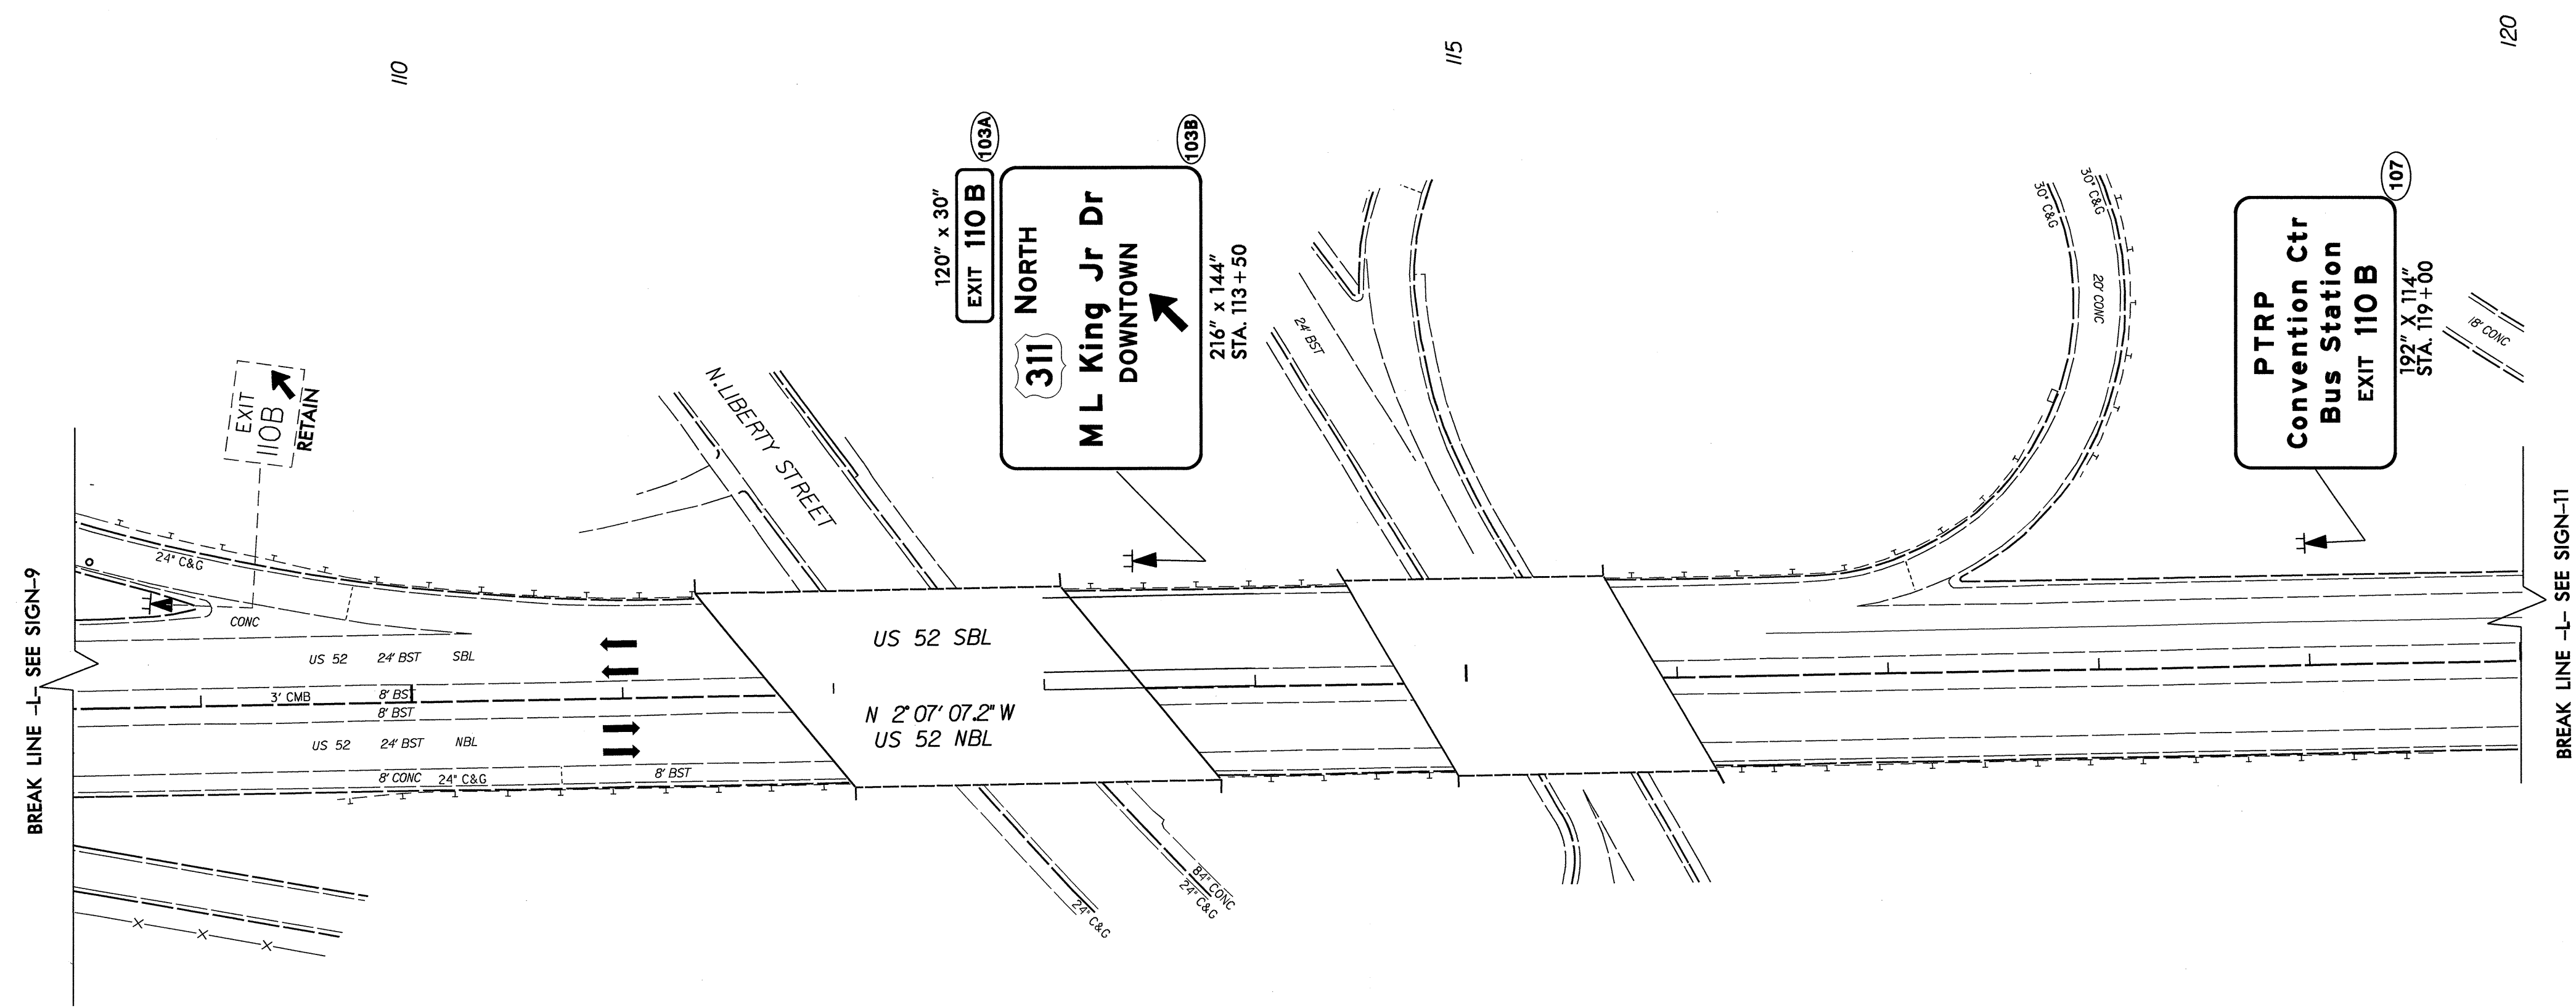 110
115
120
BREAK LINE -L- SEE SIGN-9
EXIT
110B
RETAIN
24" C&G
CONC
US 52 24' BST SBL
3' CMB 8' BST
8' BST
US 52 24' BST NBL
8' CONC 24" C&G 8' BST
N. LIBERTY STREET
US 52 SBL
N 2° 07' 07.2" W
US 52 NBL
24" C&G
84" CONC
24" C&G
103A
120" x 30"
EXIT 110 B
103B
311 NORTH
M L King Jr Dr
DOWNTOWN
216" x 144"
STA. 113+50
24' BST
30" C&G
30" C&G
20' CONC
107
PTRP
Convention Ctr
Bus Station
EXIT 110 B
192" X 114"
STA. 119+00
18' CONC
BREAK LINE -L- SEE SIGN-11